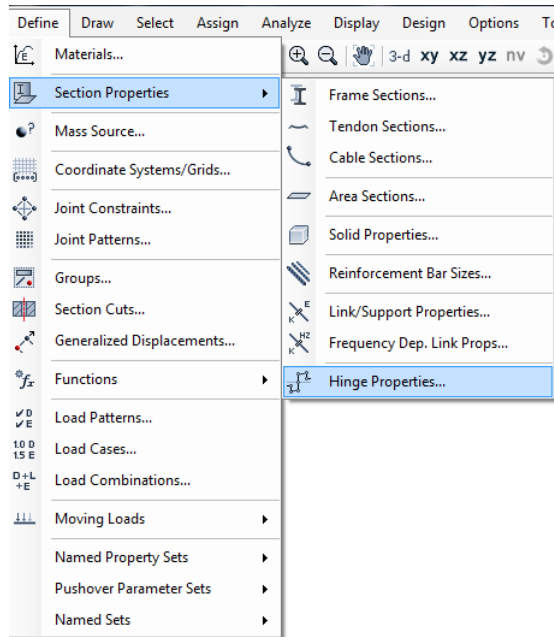 Define Draw Select Assign Analyze Display Design Options
Materials...
3-d xy xz yz nv
Section Properties
Mass Source...
Coordinate Systems/Grids...
Joint Constraints...
Joint Patterns...
Groups...
Section Cuts...
Generalized Displacements...
Functions
Load Patterns...
Load Cases...
Load Combinations...
Moving Loads
Named Property Sets
Pushover Parameter Sets
Named Sets
Frame Sections...
Tendon Sections...
Cable Sections...
Area Sections...
Solid Properties...
Reinforcement Bar Sizes...
Link/Support Properties...
Frequency Dep. Link Props...
Hinge Properties...